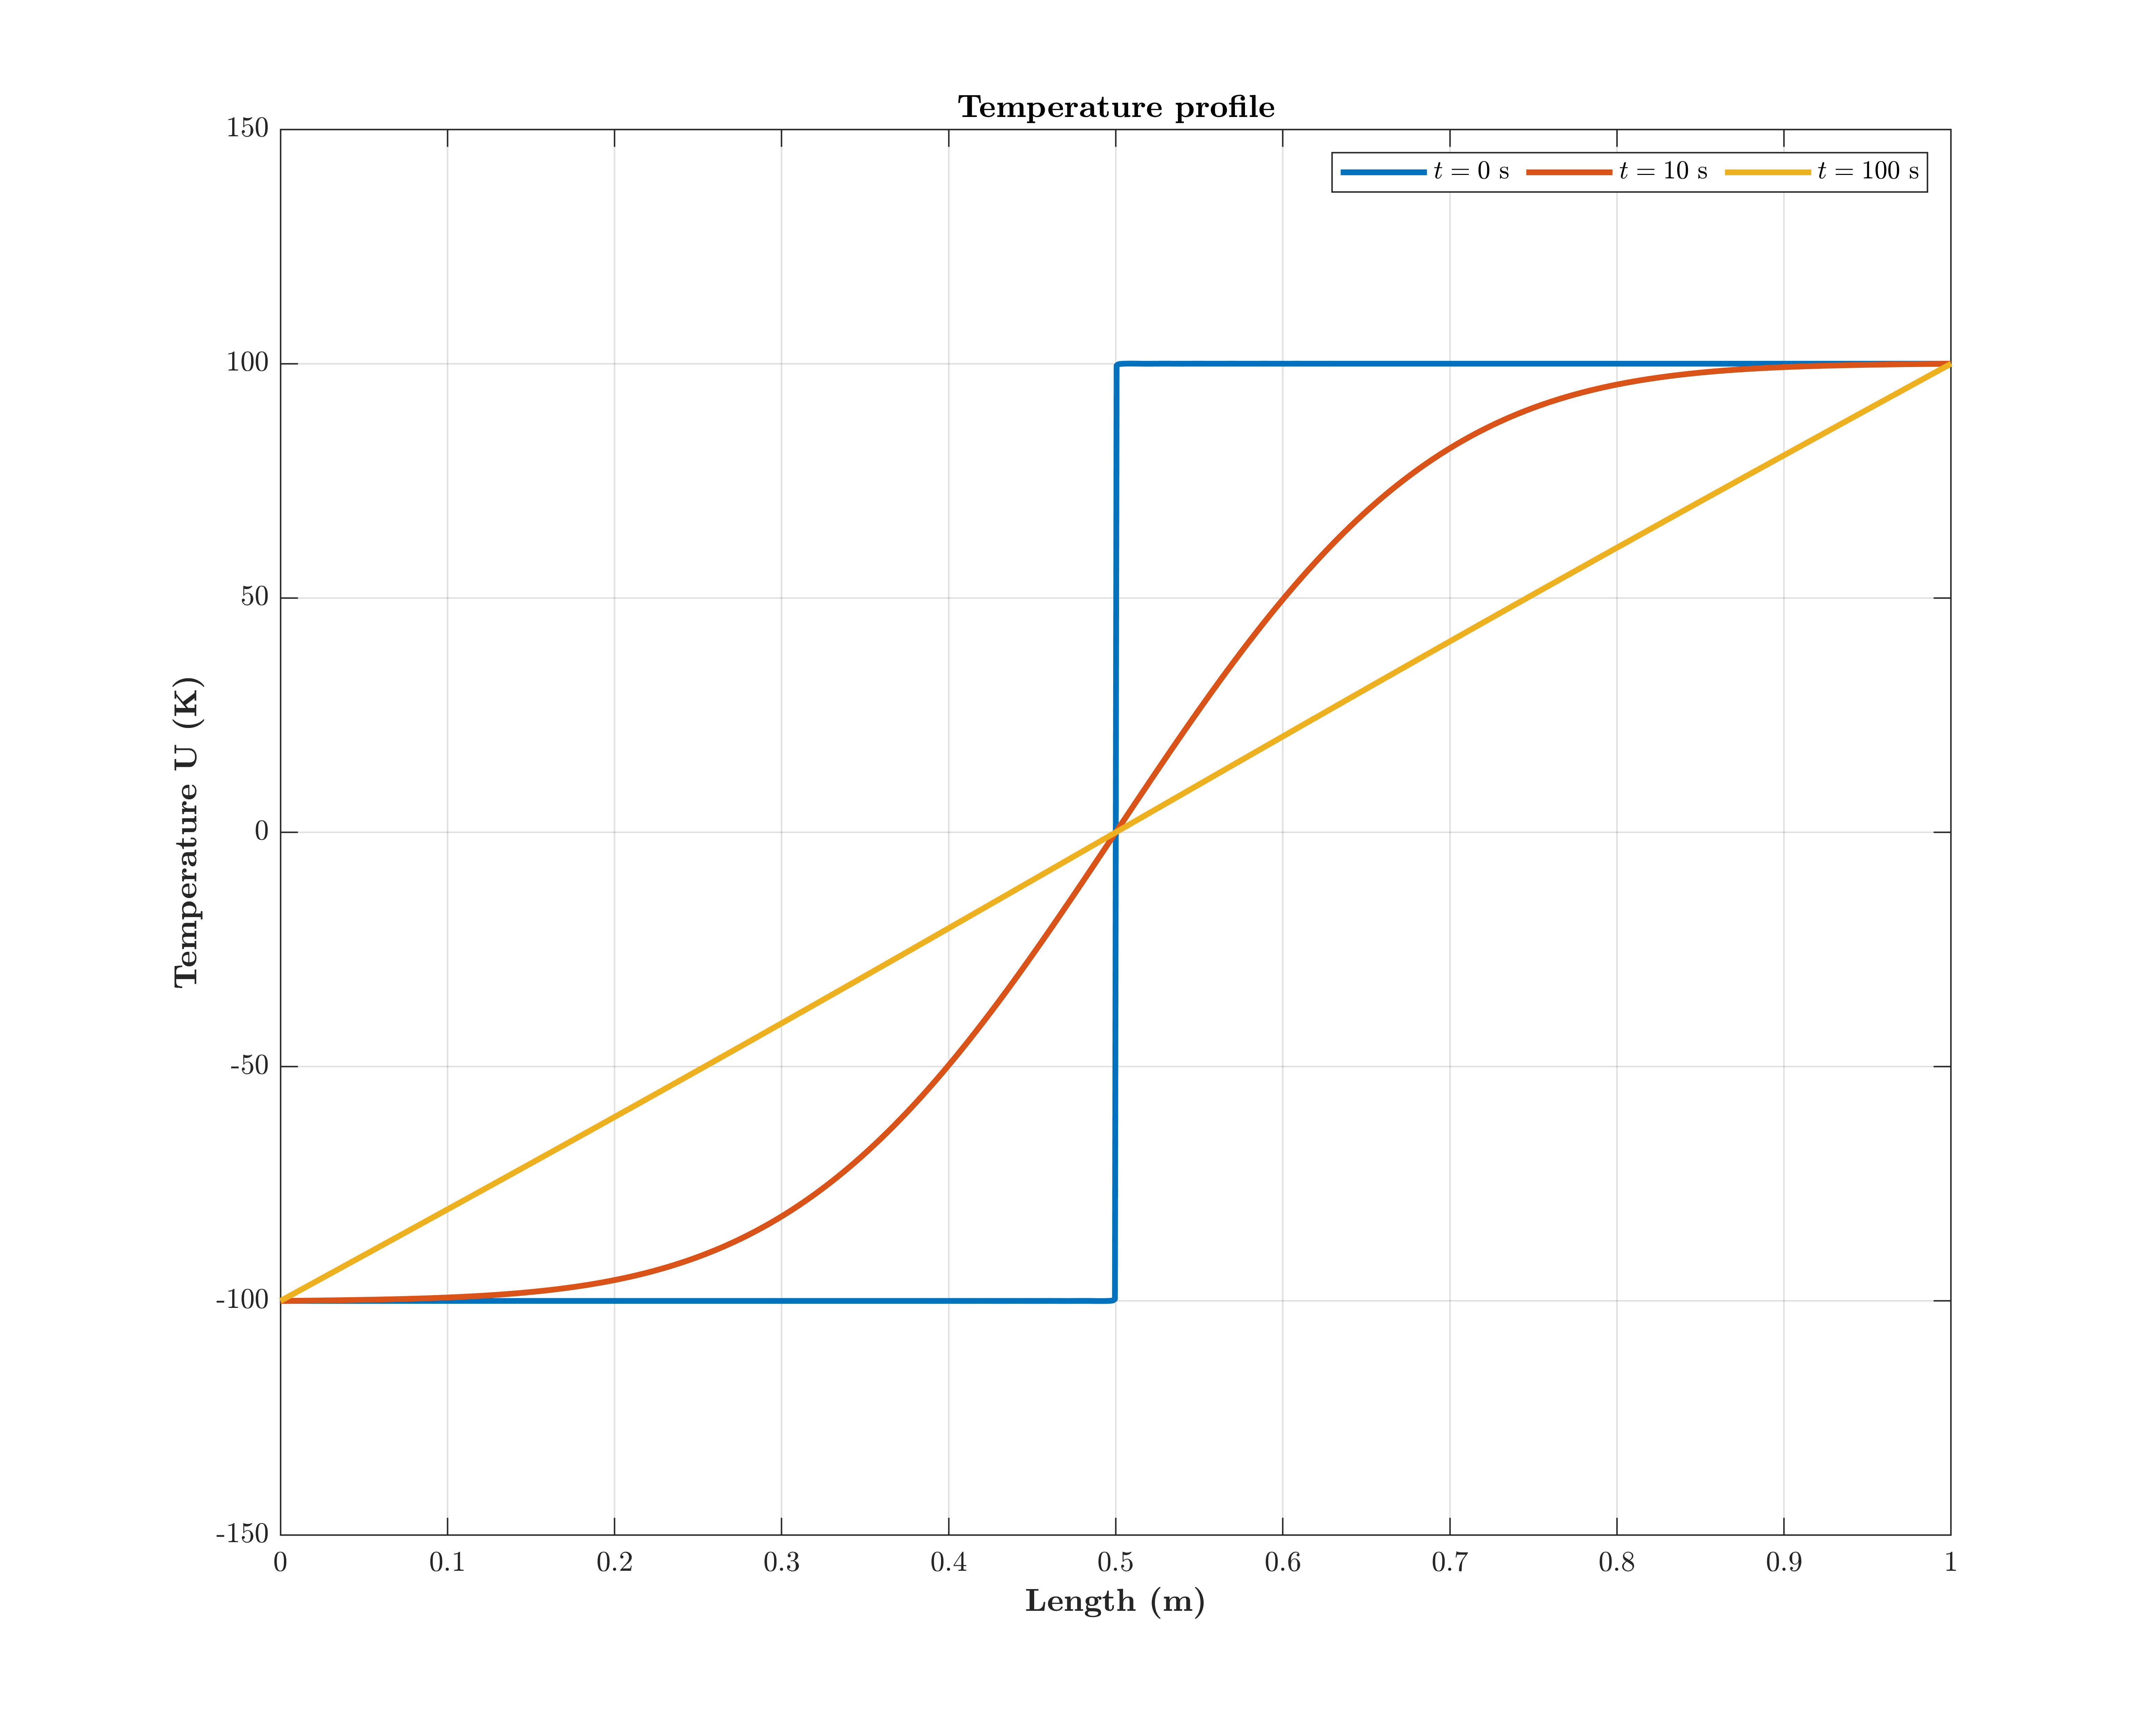 Temperature profile
t = 0 s t = 10 s t = 100 s
Temperature U (K)
150
100
50
0
-50
-100
-150
0 0.1 0.2 0.3 0.4 0.5 0.6 0.7 0.8 0.9 1
Length (m)